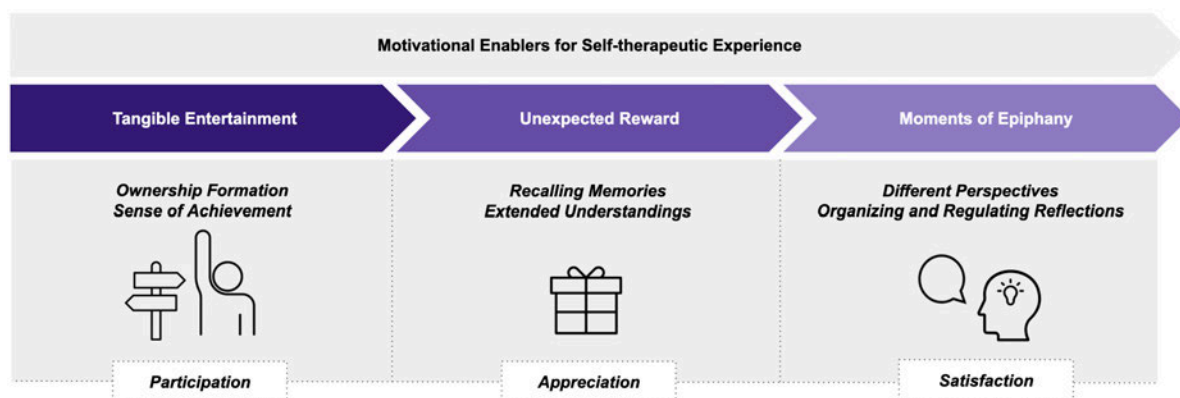 Motivational Enablers for Self-therapeutic Experience
Tangible Entertainment
Unexpected Reward
Moments of Epiphany
Ownership Formation
Sense of Achievement
Recalling Memories
Extended Understandings
Different Perspectives
Organizing and Regulating Reflections
Participation
Appreciation
Satisfaction